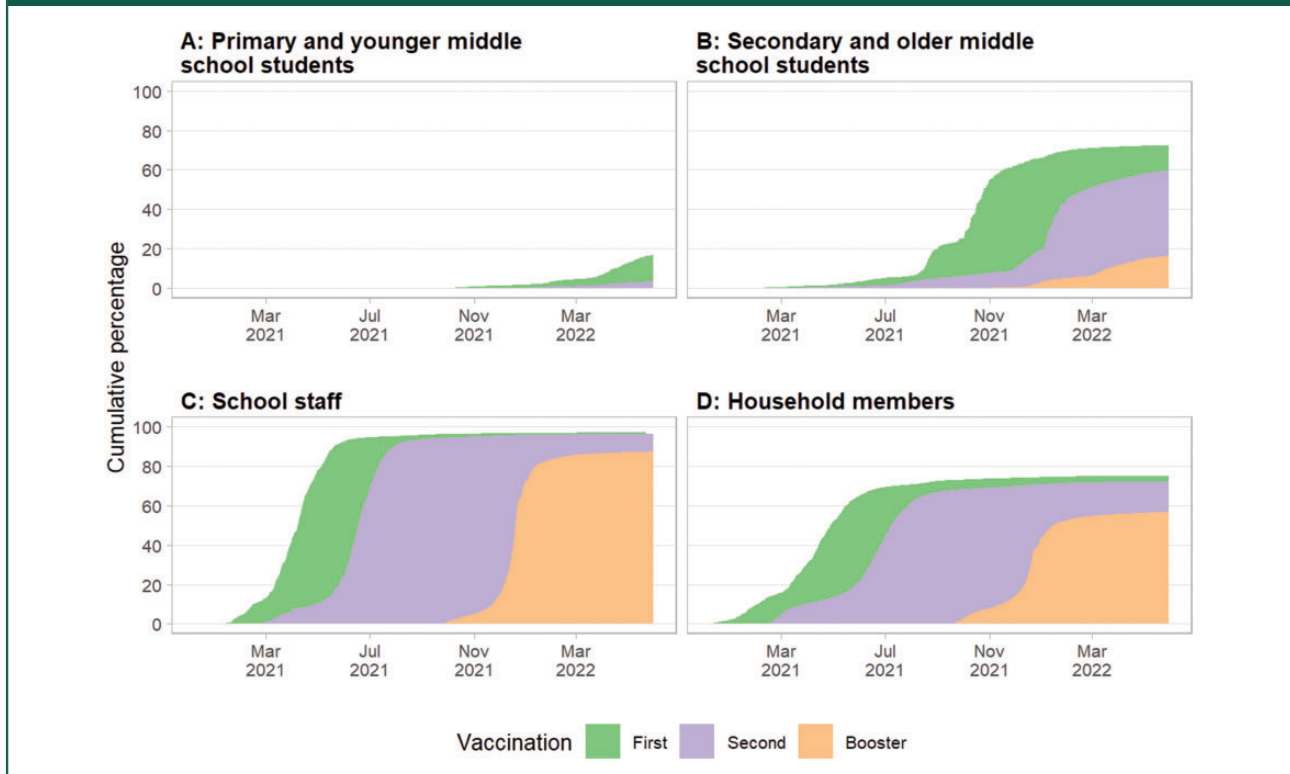 A: Primary and younger middle
school students
B: Secondary and older middle
school students
100
80
60
40
20
0
Mar
2021
Jul
2021
Nov
2021
Mar
2022
Mar
2021
Jul
2021
Nov
2021
Mar
2022
Cumulative percentage
C: School staff
D: Household members
100
80
60
40
20
0
Mar
2021
Jul
2021
Nov
2021
Mar
2022
Mar
2021
Jul
2021
Nov
2021
Mar
2022
Vaccination First Second Booster